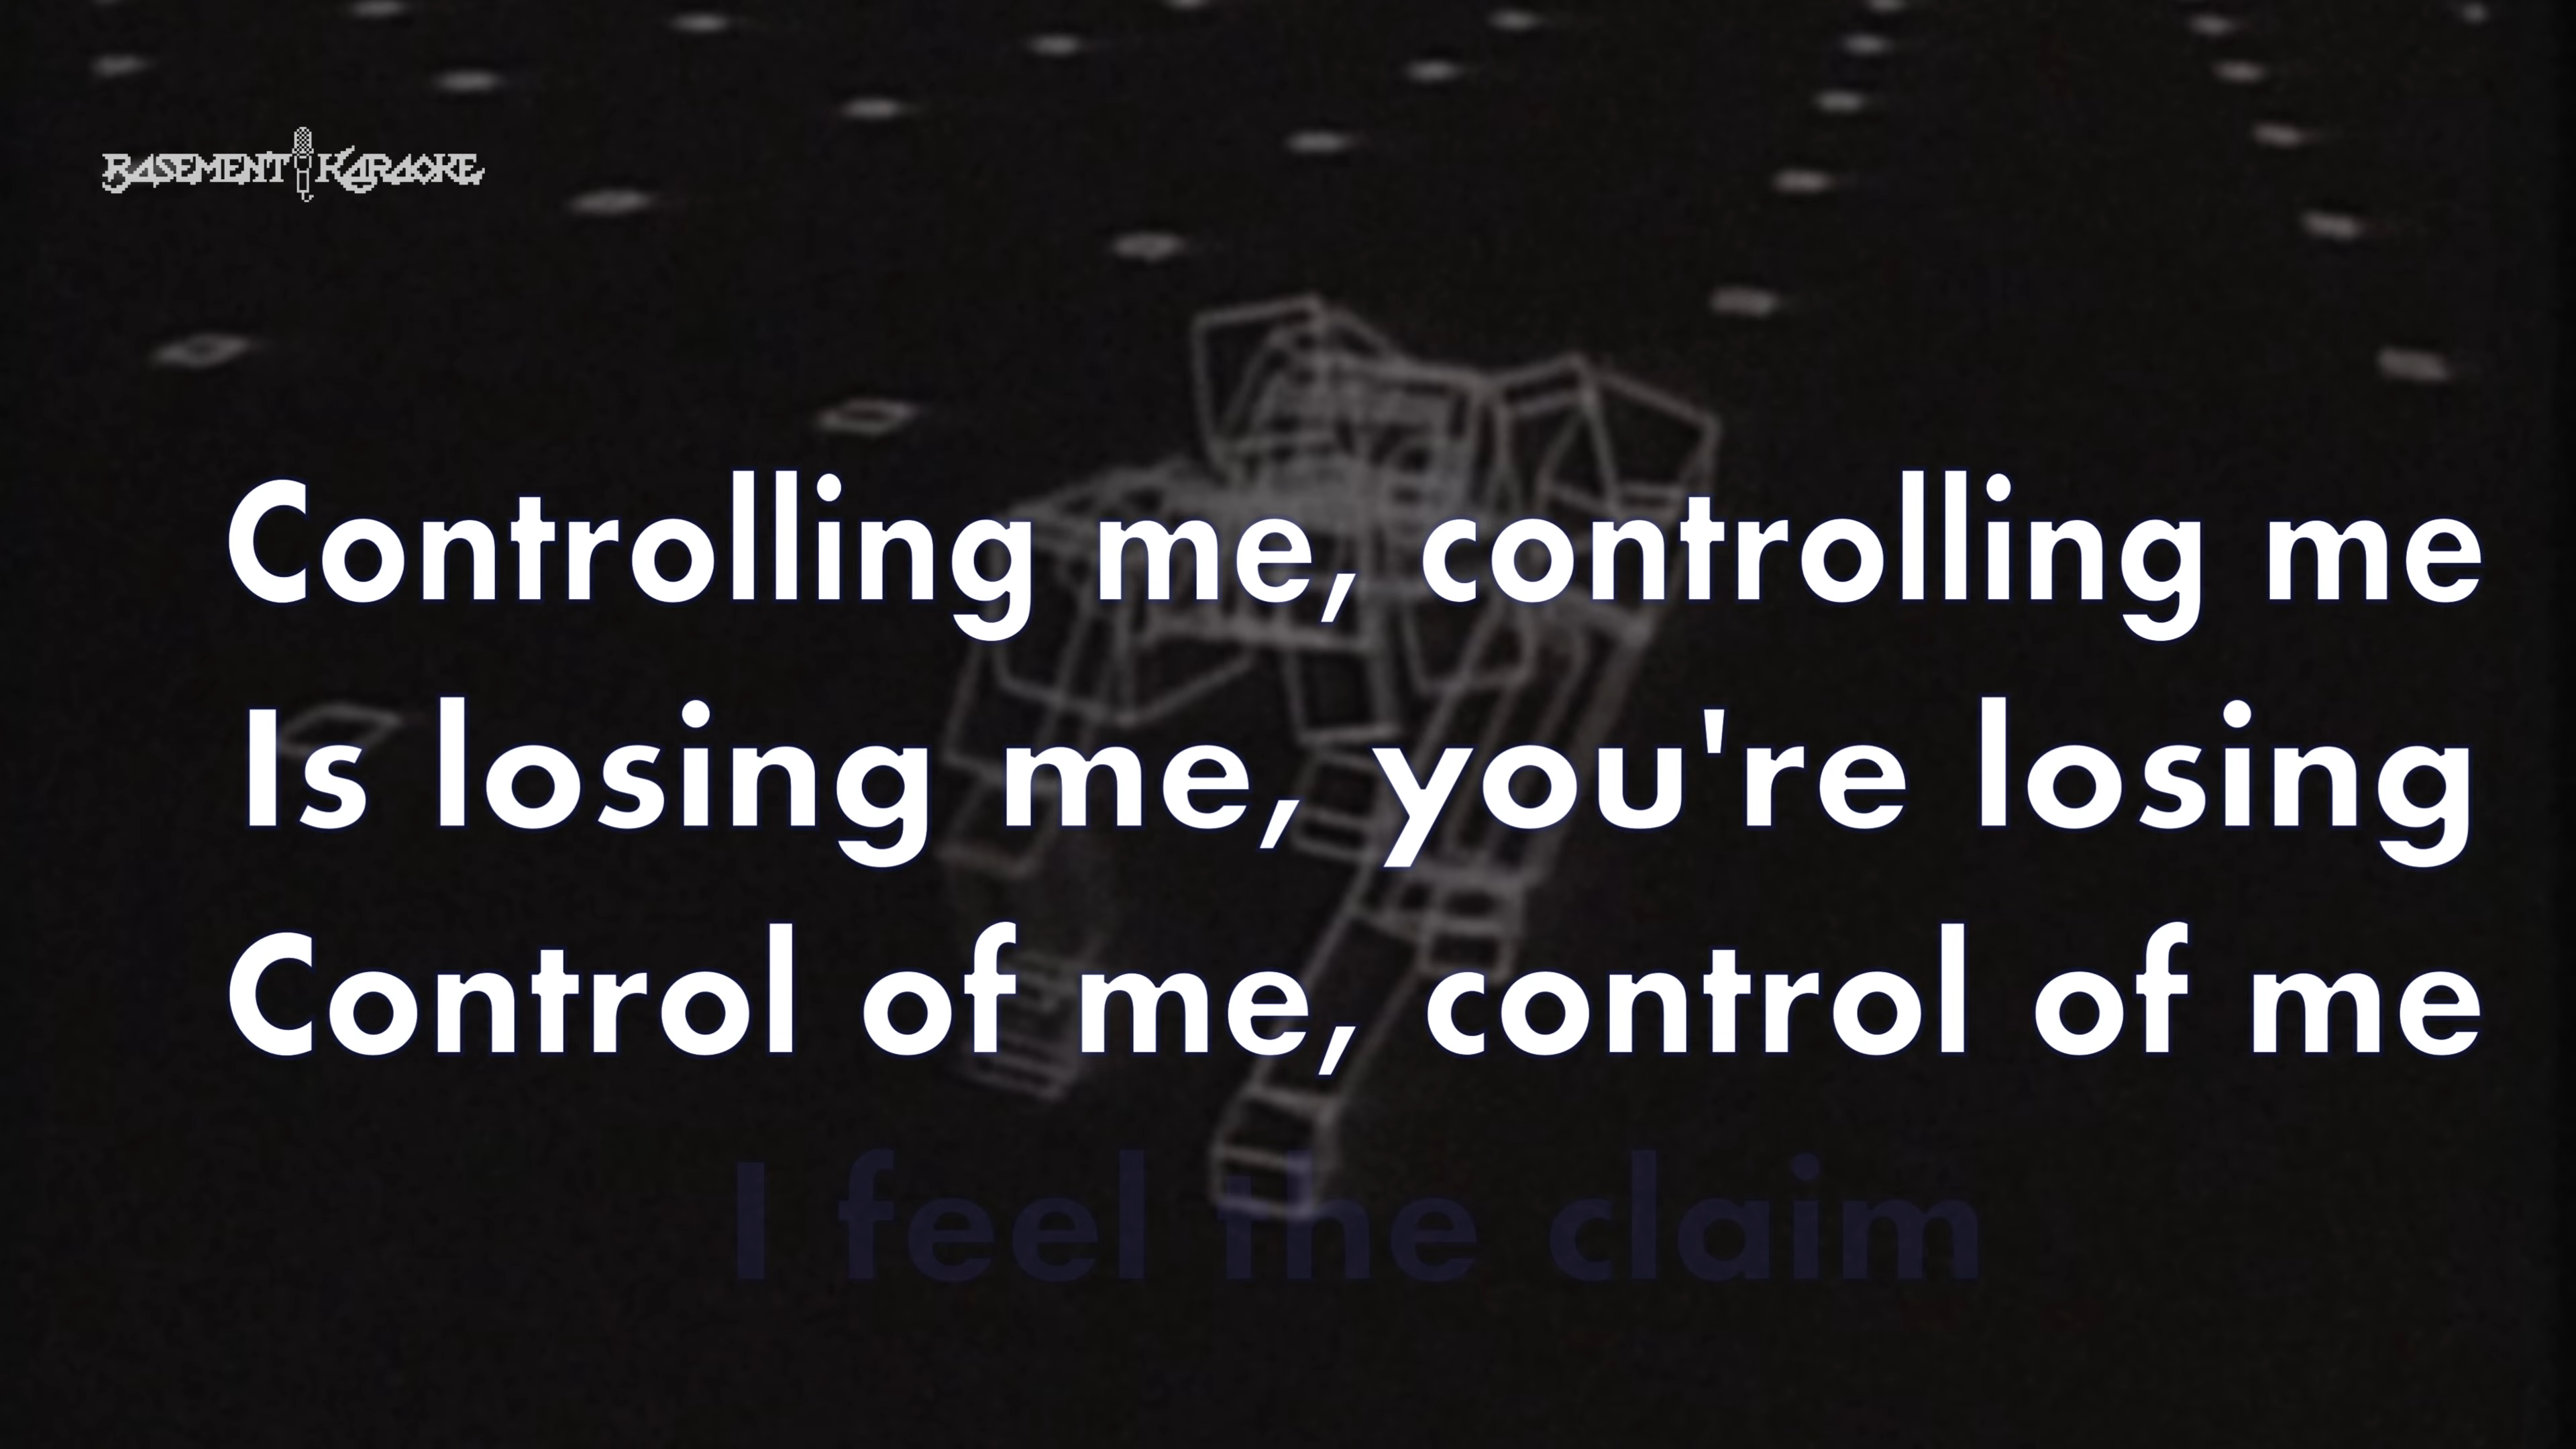 BASEMENT KARAOKE
Controlling me, controlling me
Is losing me, you're losing
Control of me, control of me
I feel the claim